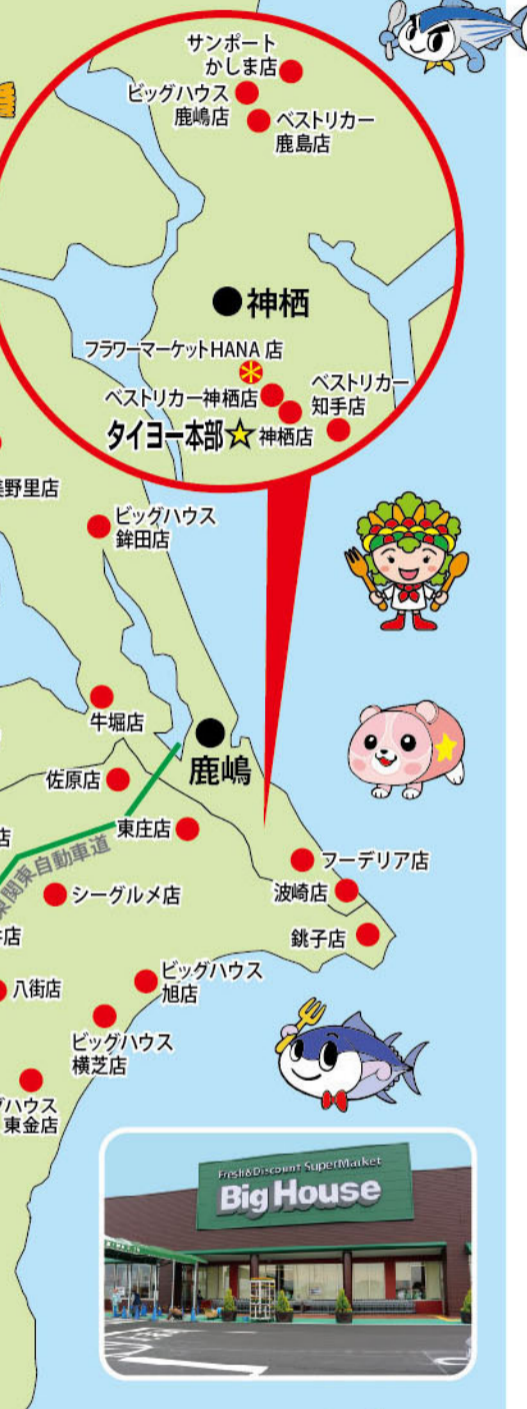 サンポート
かしま店
ビッグハウス
鹿嶋店
ベストリカー
鹿島店
神栖
フラワーマーケットHANA 店
ベストリカー神栖店
ベストリカー
知手店
タイヨー本部
神栖店
美野里店
ビッグハウス
鉾田店
牛堀店
鹿嶋
佐原店
東庄店
東関東自動車道
店
フーデリア店
シーグルメ店
波崎店
銚子店
店
八街店
ビッグハウス
旭店
ビッグハウス
横芝店
グハウス
東金店
Fresh&Discount SuperMarket
Big House